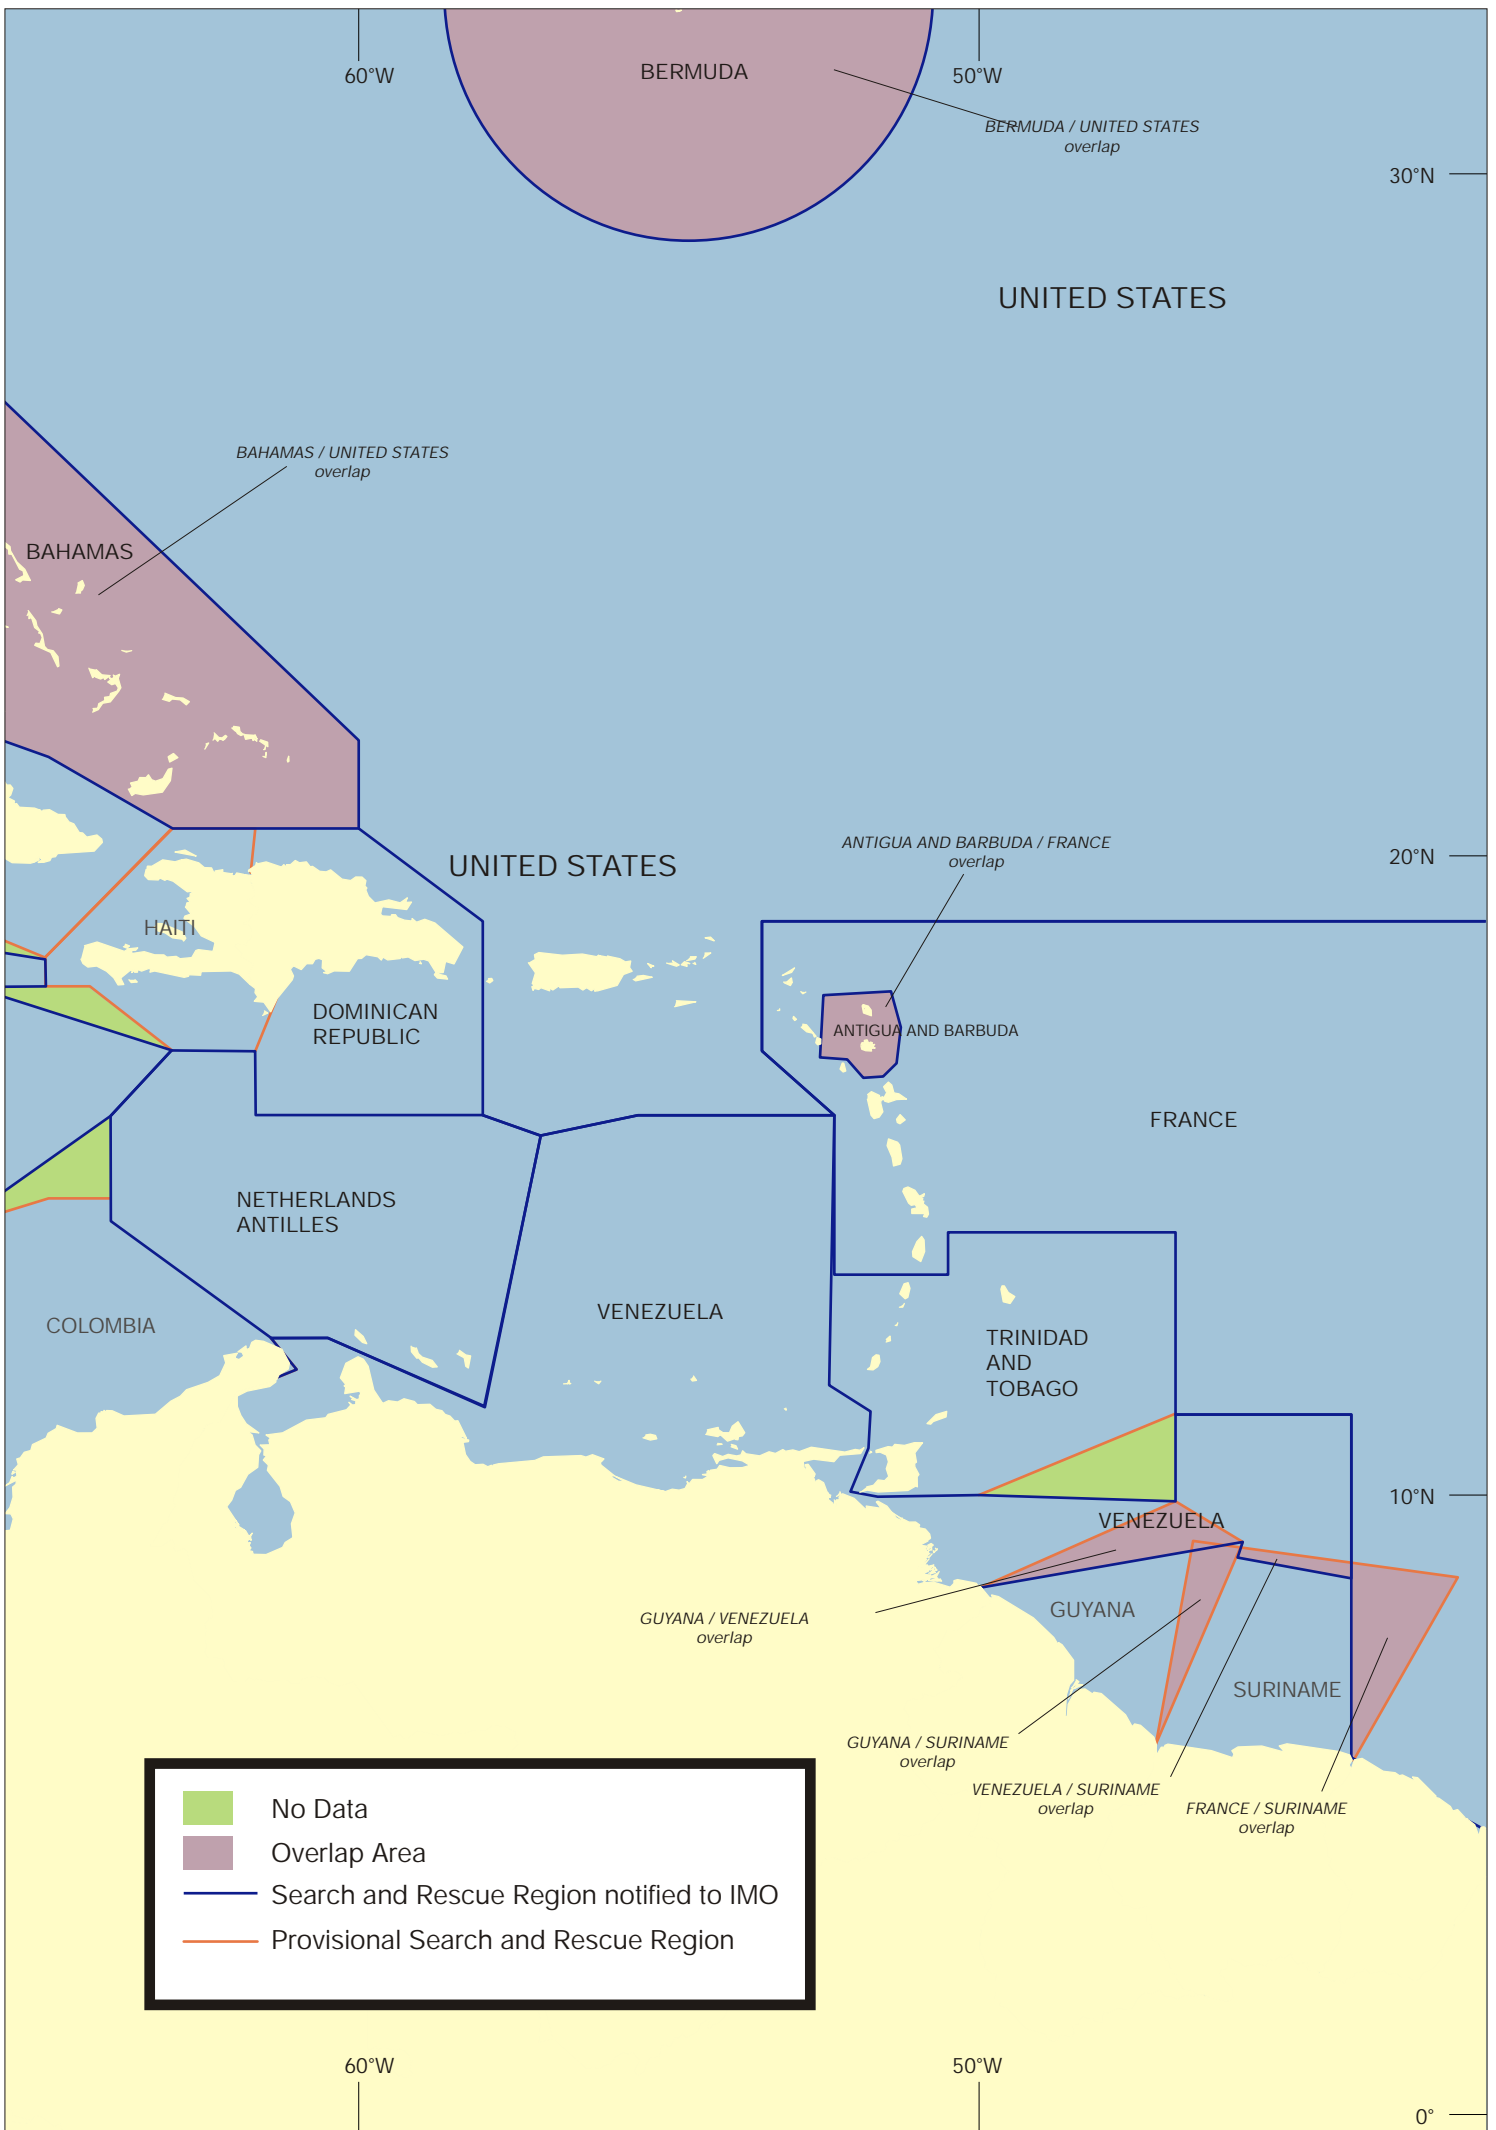 60°W
50°W
BERMUDA
BERMUDA / UNITED STATES
overlap
30°N
UNITED STATES
BAHAMAS / UNITED STATES
overlap
BAHAMAS
ANTIGUA AND BARBUDA / FRANCE
overlap
20°N
UNITED STATES
HAITI
DOMINICAN
REPUBLIC
ANTIGUA AND BARBUDA
FRANCE
NETHERLANDS
ANTILLES
VENEZUELA
COLOMBIA
TRINIDAD
AND
TOBAGO
10°N
VENEZUELA
GUYANA / VENEZUELA
overlap
GUYANA
SURINAME
GUYANA / SURINAME
overlap
VENEZUELA / SURINAME
overlap
FRANCE / SURINAME
overlap
No Data
Overlap Area
Search and Rescue Region notified to IMO
Provisional Search and Rescue Region
60°W
50°W
0°